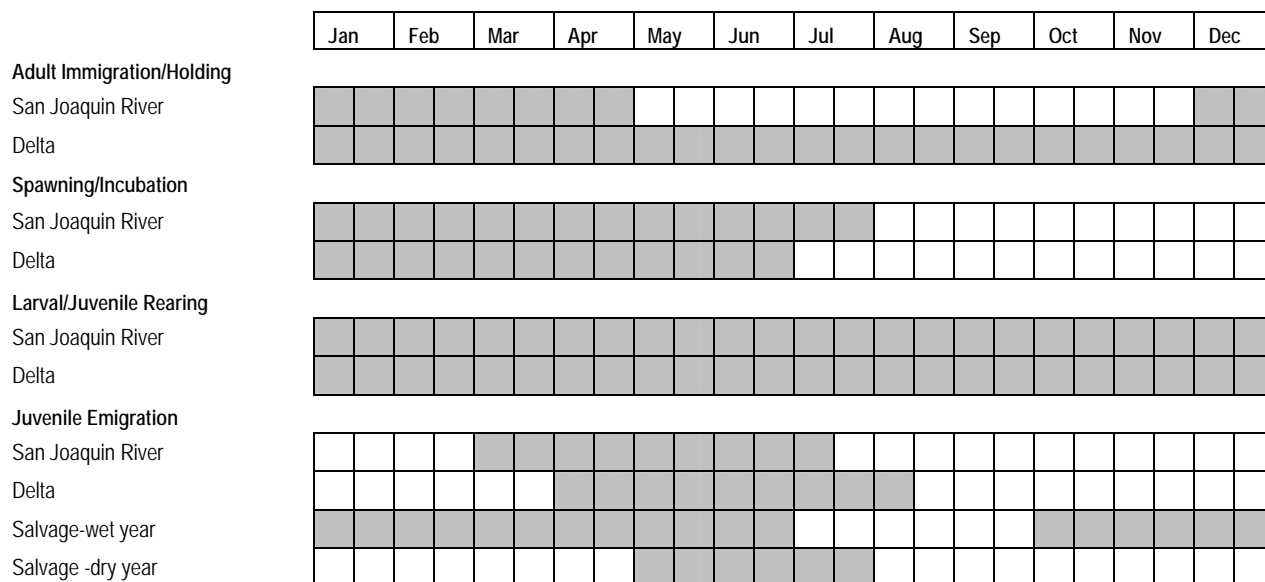 Jan Feb Mar Apr May Jun Jul Aug Sep Oct Nov Dec
Adult Immigration/Holding
San Joaquin River
Delta
Spawning/Incubation
San Joaquin River
Delta
Larval/Juvenile Rearing
San Joaquin River
Delta
Juvenile Emigration
San Joaquin River
Delta
Salvage-wet year
Salvage -dry year